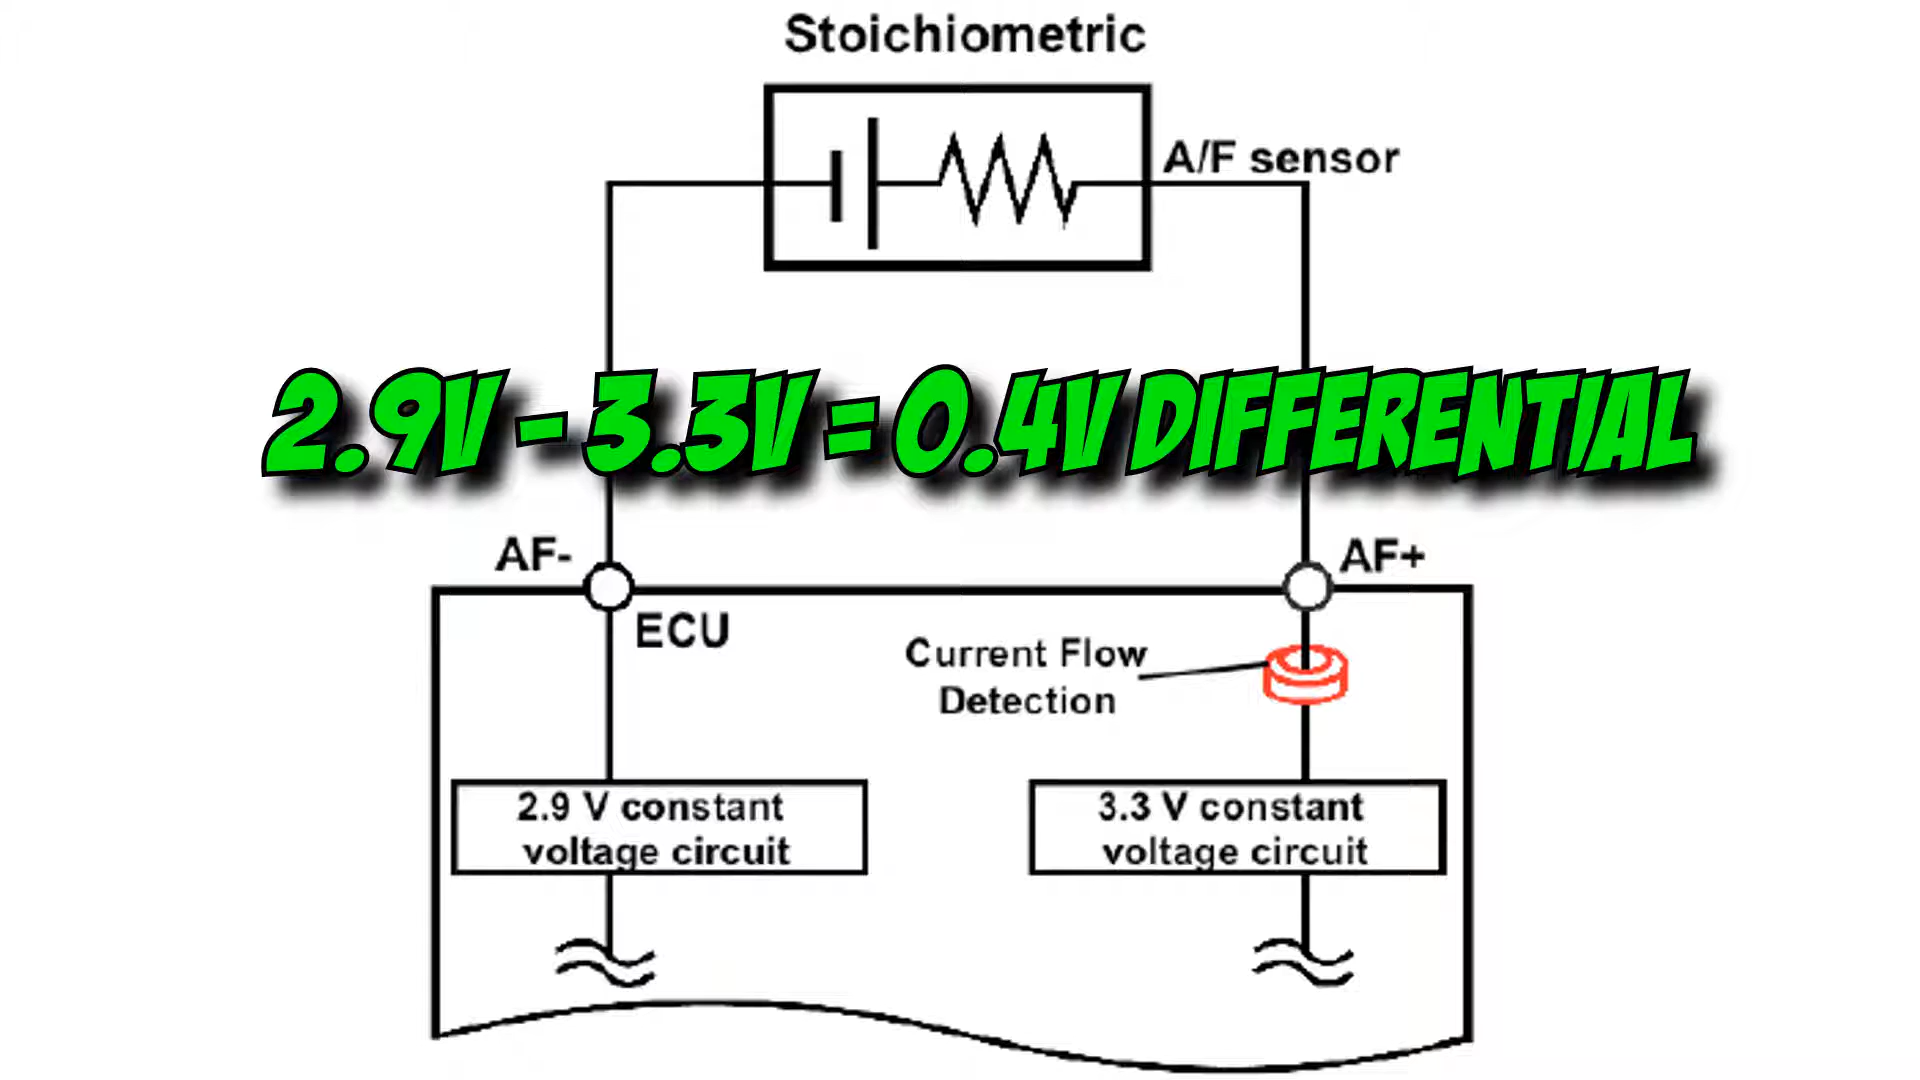 Stoichiometric
A/F sensor
2.9V - 3.3V = 0.4V DIFFERENTIAL
AF-
AF+
ECU
Current Flow
Detection
2.9 V constant
voltage circuit
3.3 V constant
voltage circuit